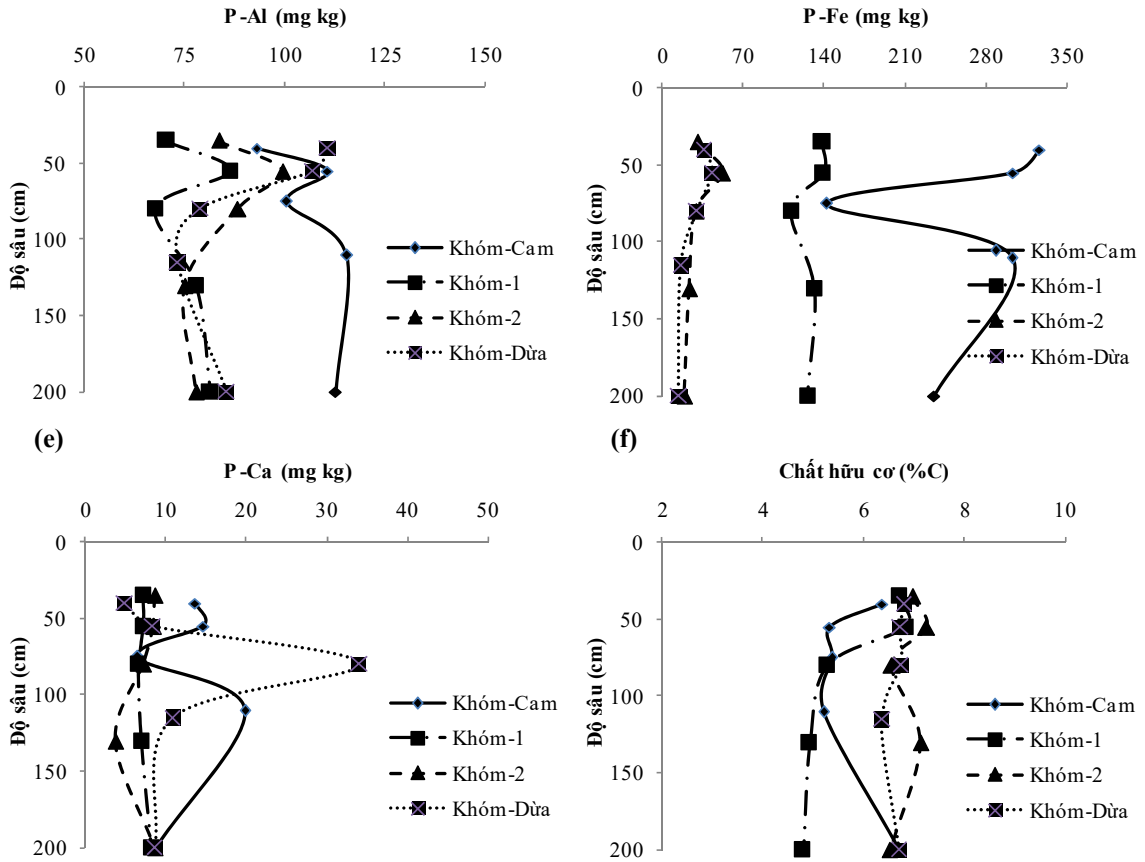 P-Al (mg kg)
50 75 100 125 150
0
50
100
150
200
Độ sâu (cm)
Khóm-Cam
Khóm-1
Khóm-2
Khóm-Dừa
P-Fe (mg kg)
0 70 140 210 280 350
0
50
100
150
200
Độ sâu (cm)
Khóm-Cam
Khóm-1
Khóm-2
Khóm-Dừa
(e)
(f)
P-Ca (mg kg)
0 10 20 30 40 50
0
50
100
150
200
Độ sâu (cm)
Khóm-Cam
Khóm-1
Khóm-2
Khóm-Dừa
Chất hữu cơ (%C)
2 4 6 8 10
0
50
100
150
200
Độ sâu (cm)
Khóm-Cam
Khóm-1
Khóm-2
Khóm-Dừa